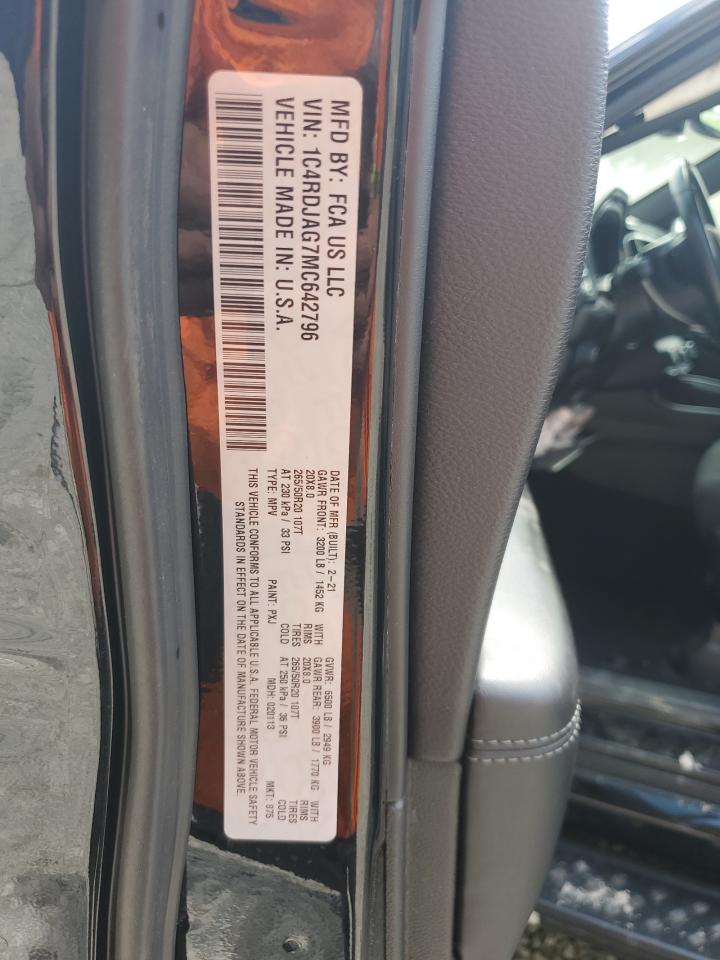 MFD BY: FCA US LLC
VIN: 1C4RDJAG7MC642796
VEHICLE MADE IN: U.S.A.
DATE OF MFR (BUILT): 2-21 GVWR: 6500 LB / 2949 KG
GAWR FRONT: 3200 LB / 1452 KG WITH GAWR REAR: 3900 LB / 1770 KG WITH
20X8.0 RIMS 20X8.0 RIMS
265/50R20 107T TIRES 265/50R20 107T TIRES
AT 230 kPa / 33 PSI COLD AT 250 kPa / 36 PSI COLD
TYPE: MPV PAINT: PXJ MDH: 020113 MKT: 975
THIS VEHICLE CONFORMS TO ALL APPLICABLE U.S.A. FEDERAL MOTOR VEHICLE SAFETY
STANDARDS IN EFFECT ON THE DATE OF MANUFACTURE SHOWN ABOVE.